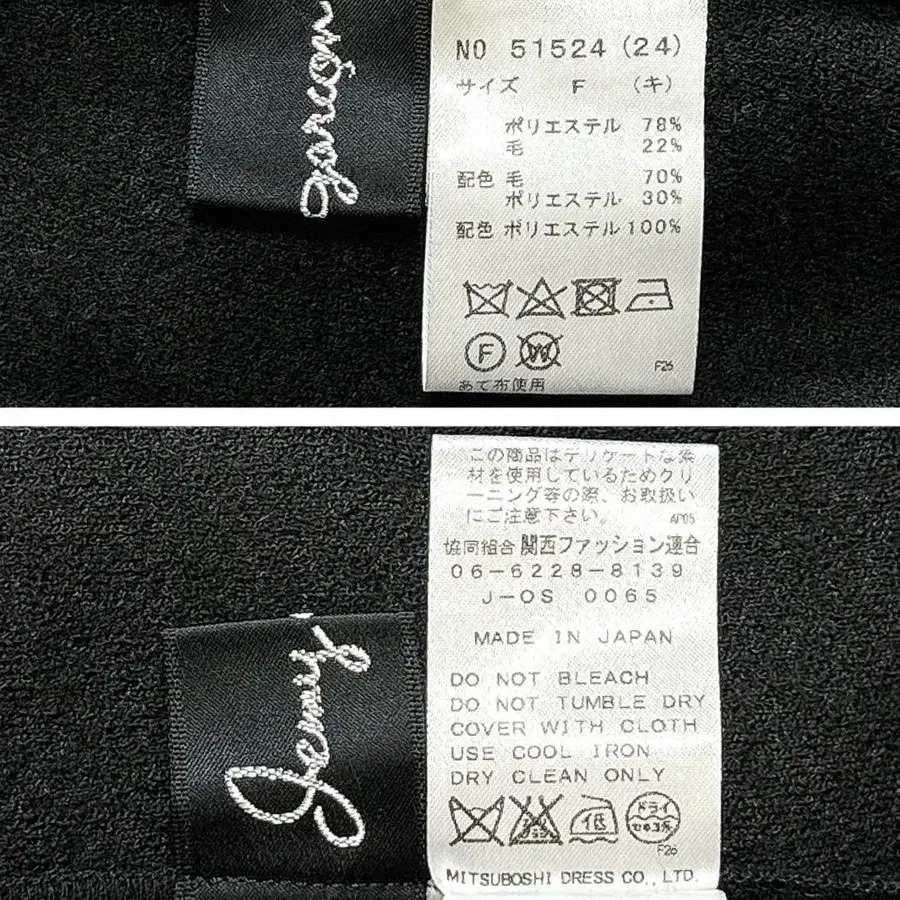 NO 51524 (24)
サイズ F (キ)
ポリエステル 78%
毛 22%
配色 毛 70%
ポリエステル 30%
配色 ポリエステル 100%
F
W
F26
あて布使用
この商品はデリケートな素
材を使用しているためクリ
ーニング等の際、お取扱い
にご注意下さい。
AP05
協同組合 関西ファッション連合
06-6228-8139
J-OS 0065
MADE IN JAPAN
DO NOT BLEACH
DO NOT TUMBLE DRY
COVER WITH CLOTH
USE COOL IRON
DRY CLEAN ONLY
低
ドライ
セキユ系
F26
MITSUBOSHI DRESS CO., LTD.
Jenny